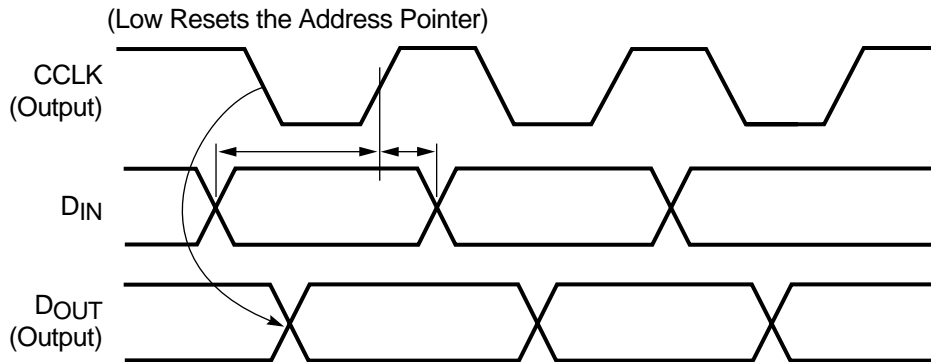 (Low Resets the Address Pointer)
CCLK
(Output)
DIN
DOUT
(Output)